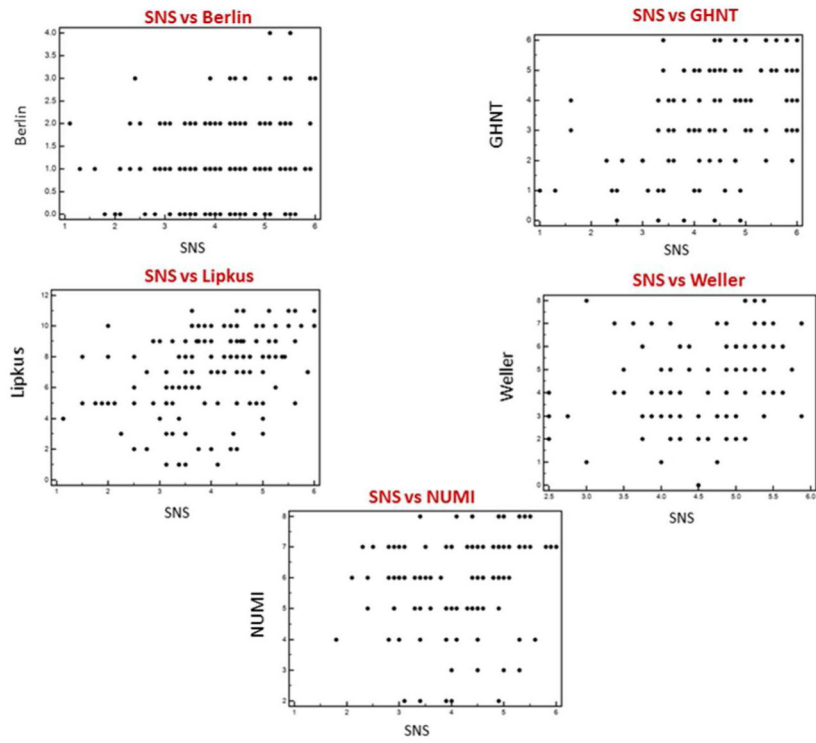 SNS vs Berlin
4.0
3.5
3.0
2.5
2.0
1.5
1.0
0.5
0.0
Berlin
1 2 3 4 5 6
SNS
SNS vs GHNT
6
5
4
3
2
1
0
GHNT
1 2 3 4 5 6
SNS
SNS vs Lipkus
12
10
8
6
4
2
0
Lipkus
1 2 3 4 5 6
SNS
SNS vs Weller
8
7
6
5
4
3
2
1
0
Weller
2.5 3.0 3.5 4.0 4.5 5.0 5.5 6.0
SNS
SNS vs NUMI
8
7
6
5
4
3
2
NUMI
1 2 3 4 5 6
SNS